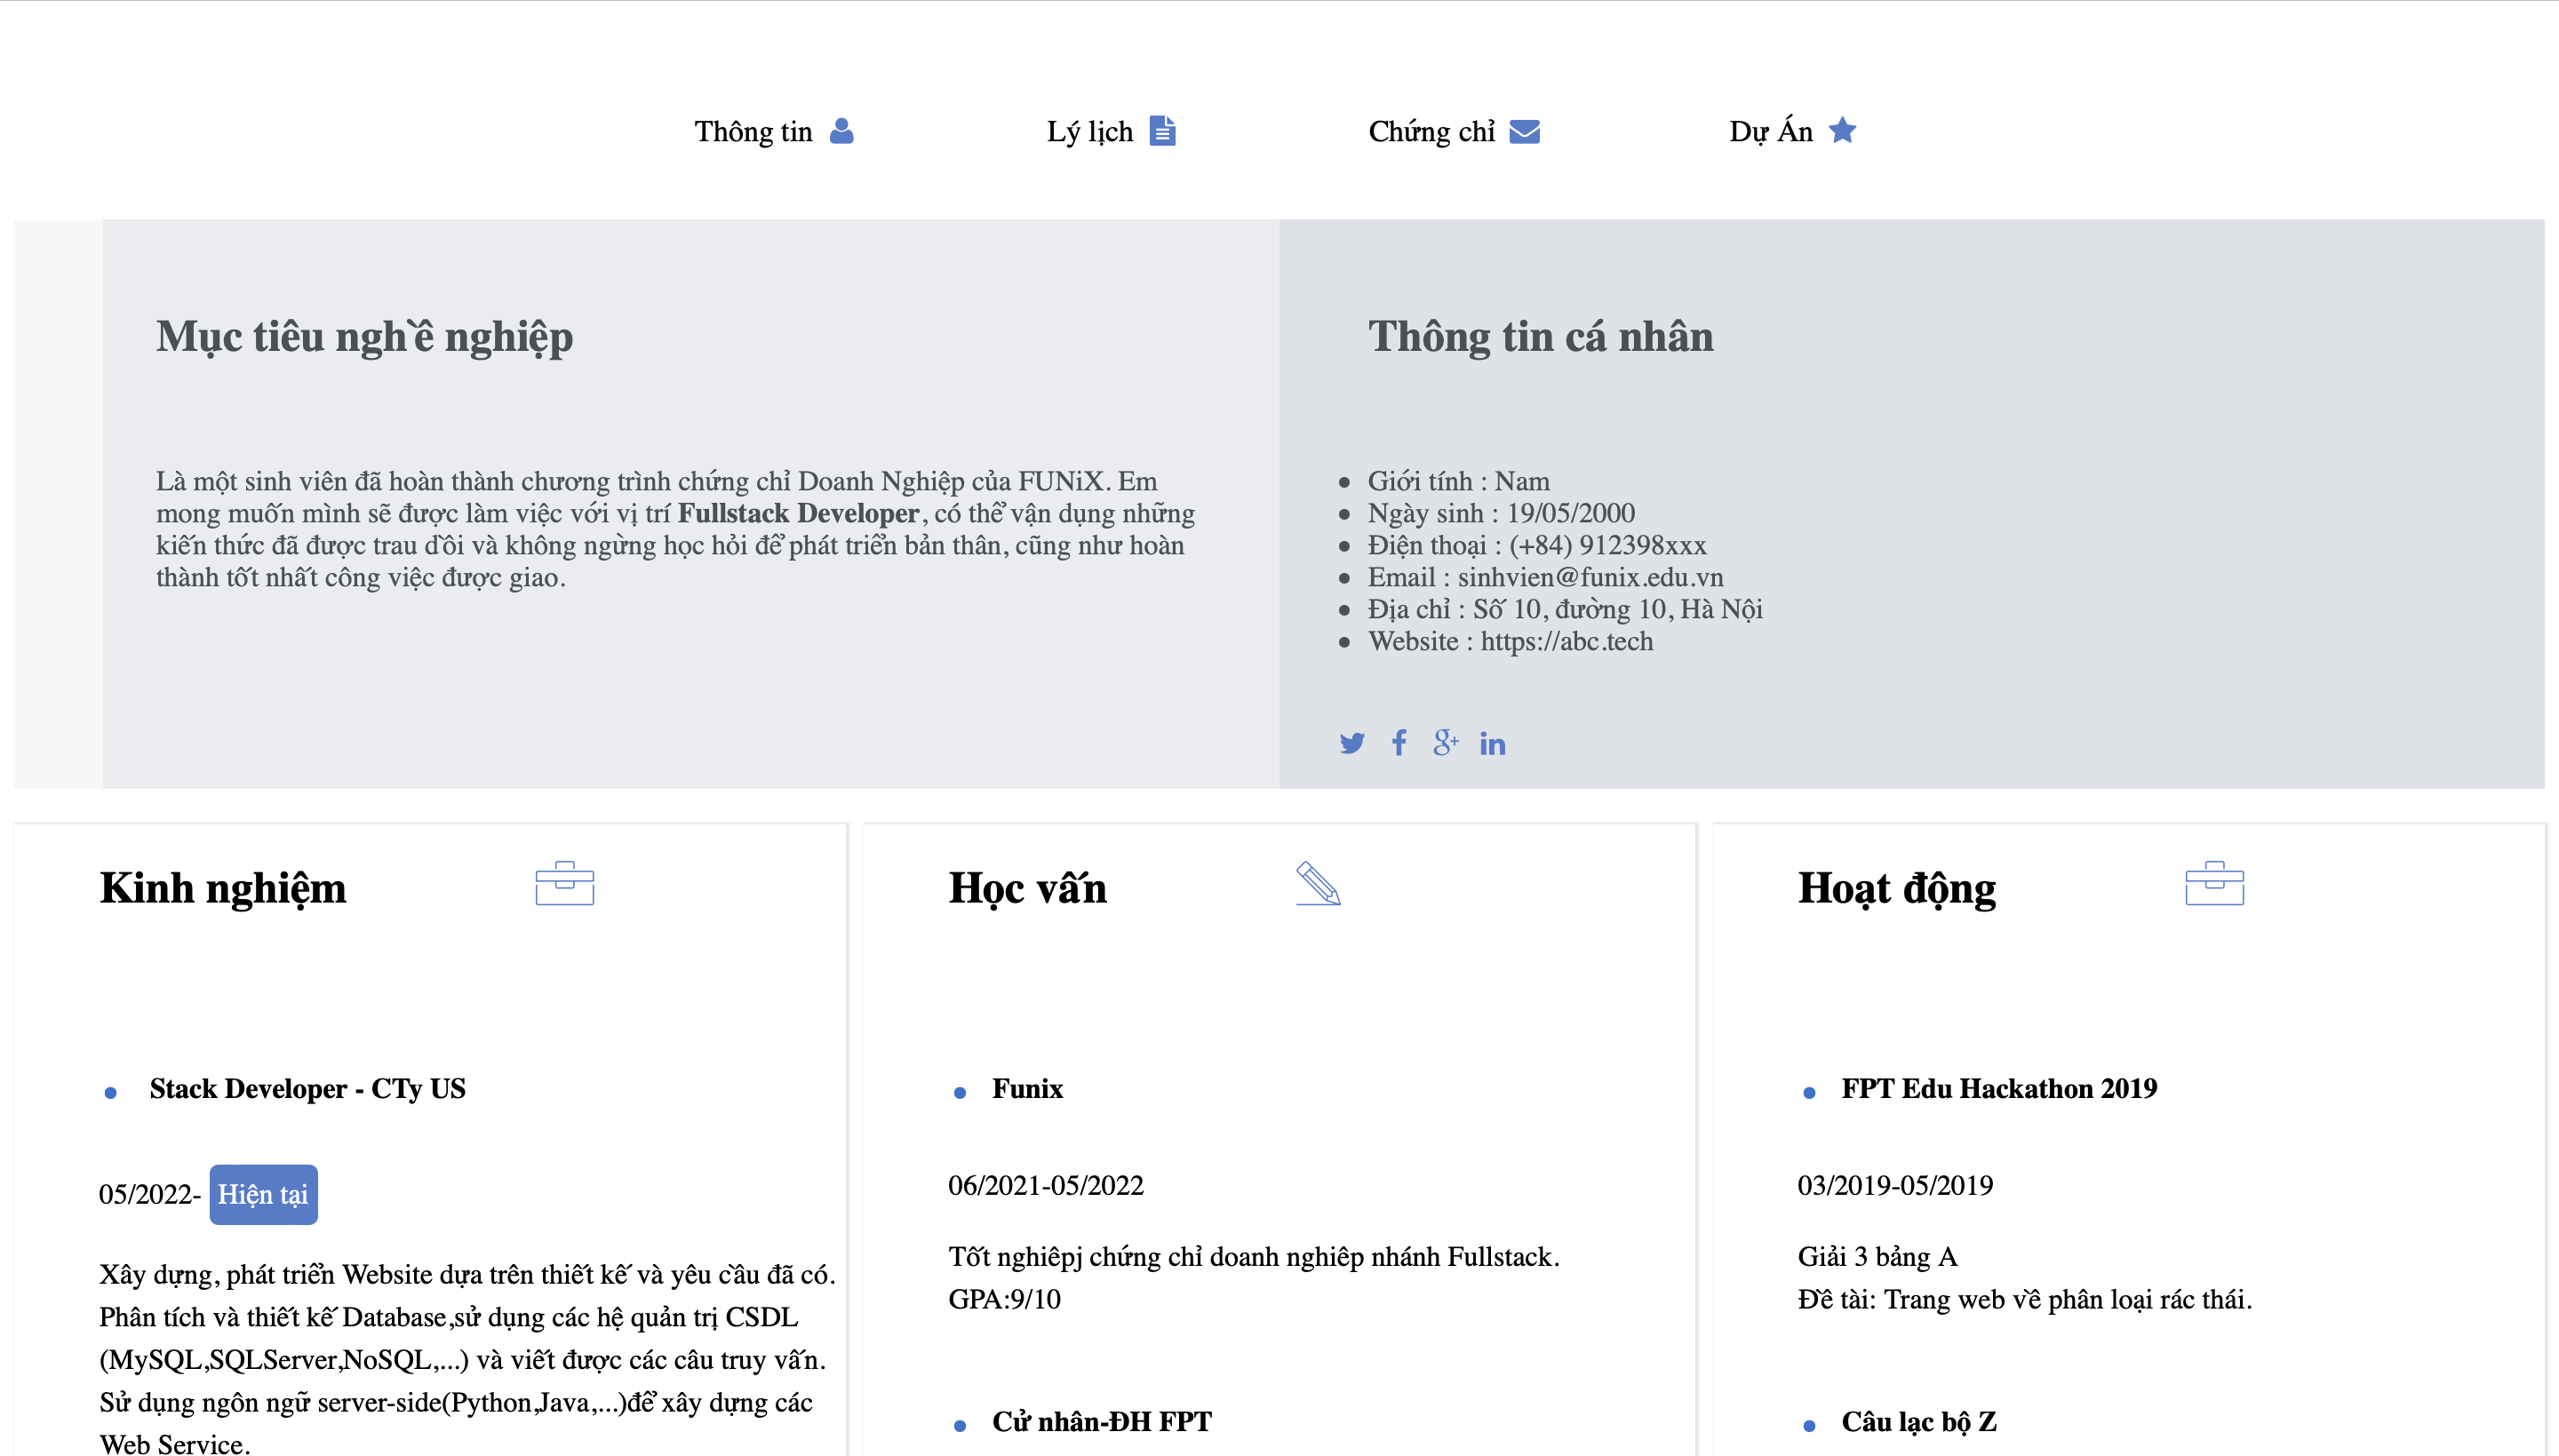 Thông tin
Lý lịch
Chứng chỉ
Dự Án
Mục tiêu nghề nghiệp
Là một sinh viên đã hoàn thành chương trình chứng chỉ Doanh Nghiệp của FUNiX. Em
mong muốn mình sẽ được làm việc với vị trí Fullstack Developer, có thể vận dụng những
kiến thức đã được trau dồi và không ngừng học hỏi để phát triển bản thân, cũng như hoàn
thành tốt nhất công việc được giao.
Thông tin cá nhân
Giới tính : Nam
Ngày sinh : 19/05/2000
Điện thoại : (+84) 912398xxx
Email : sinhvien@funix.edu.vn
Địa chỉ : Số 10, đường 10, Hà Nội
Website : https://abc.tech
Kinh nghiệm
Stack Developer - CTy US
05/2022- Hiện tại
Xây dựng, phát triển Website dựa trên thiết kế và yêu cầu đã có.
Phân tích và thiết kế Database,sử dụng các hệ quản trị CSDL
(MySQL,SQLServer,NoSQL,...) và viết được các câu truy vấn.
Sử dụng ngôn ngữ server-side(Python,Java,...)để xây dựng các
Web Service.
Học vấn
Funix
06/2021-05/2022
Tốt nghiêpj chứng chỉ doanh nghiêp nhánh Fullstack.
GPA:9/10
Cử nhân-ĐH FPT
Hoạt động
FPT Edu Hackathon 2019
03/2019-05/2019
Giải 3 bảng A
Đề tài: Trang web về phân loại rác thái.
Câu lạc bộ Z